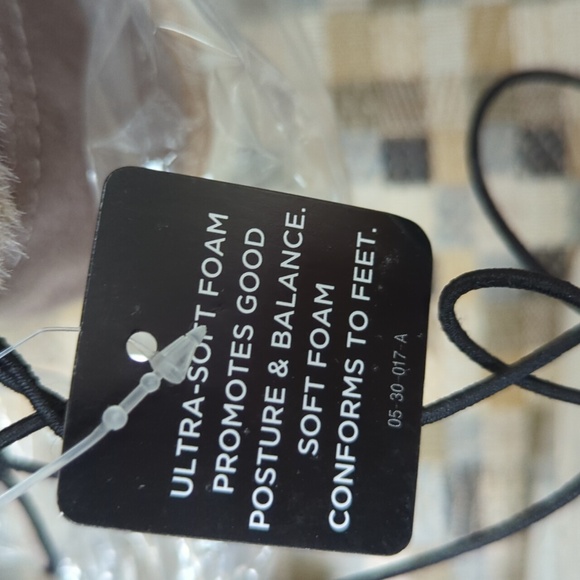 ULTRA-SOFT FOAM
PROMOTES GOOD
POSTURE & BALANCE.
SOFT FOAM
CONFORMS TO FEET.
05-30-017-A